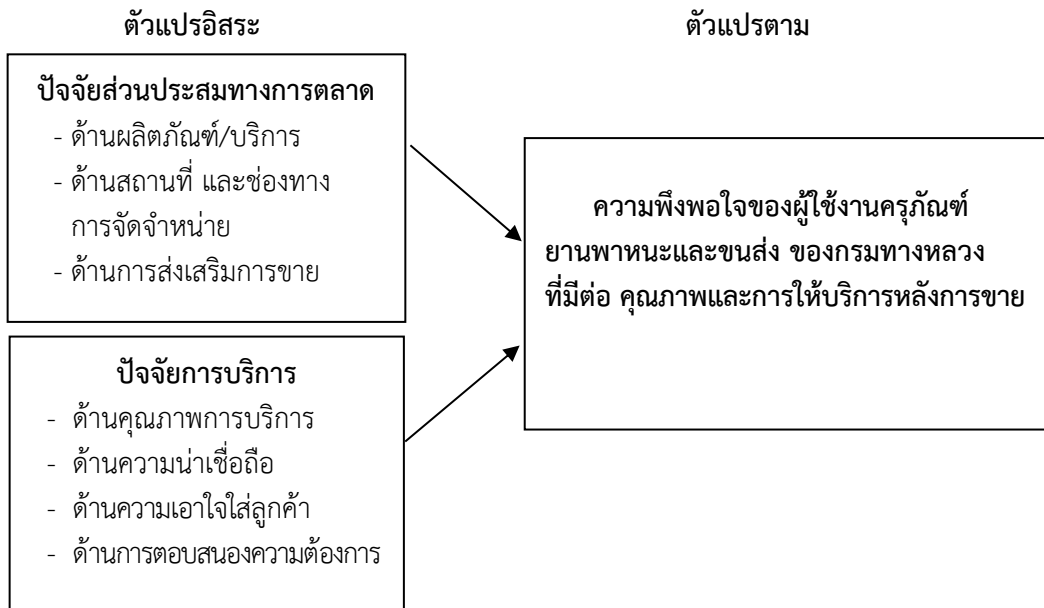 ตัวแปรอิสระ
ปัจจัยส่วนประสมทางการตลาด
- ด้านผลิตภัณฑ์/บริการ
- ด้านสถานที่ และช่องทาง
การจัดจำหน่าย
- ด้านการส่งเสริมการขาย
ปัจจัยการบริการ
- ด้านคุณภาพการบริการ
- ด้านความน่าเชื่อถือ
- ด้านความเอาใจใส่ลูกค้า
- ด้านการตอบสนองความต้องการ
ตัวแปรตาม
ความพึงพอใจของผู้ใช้งานครุภัณฑ์
ยานพาหนะและขนส่ง ของกรมทางหลวง
ที่มีต่อ คุณภาพและการให้บริการหลังการขาย